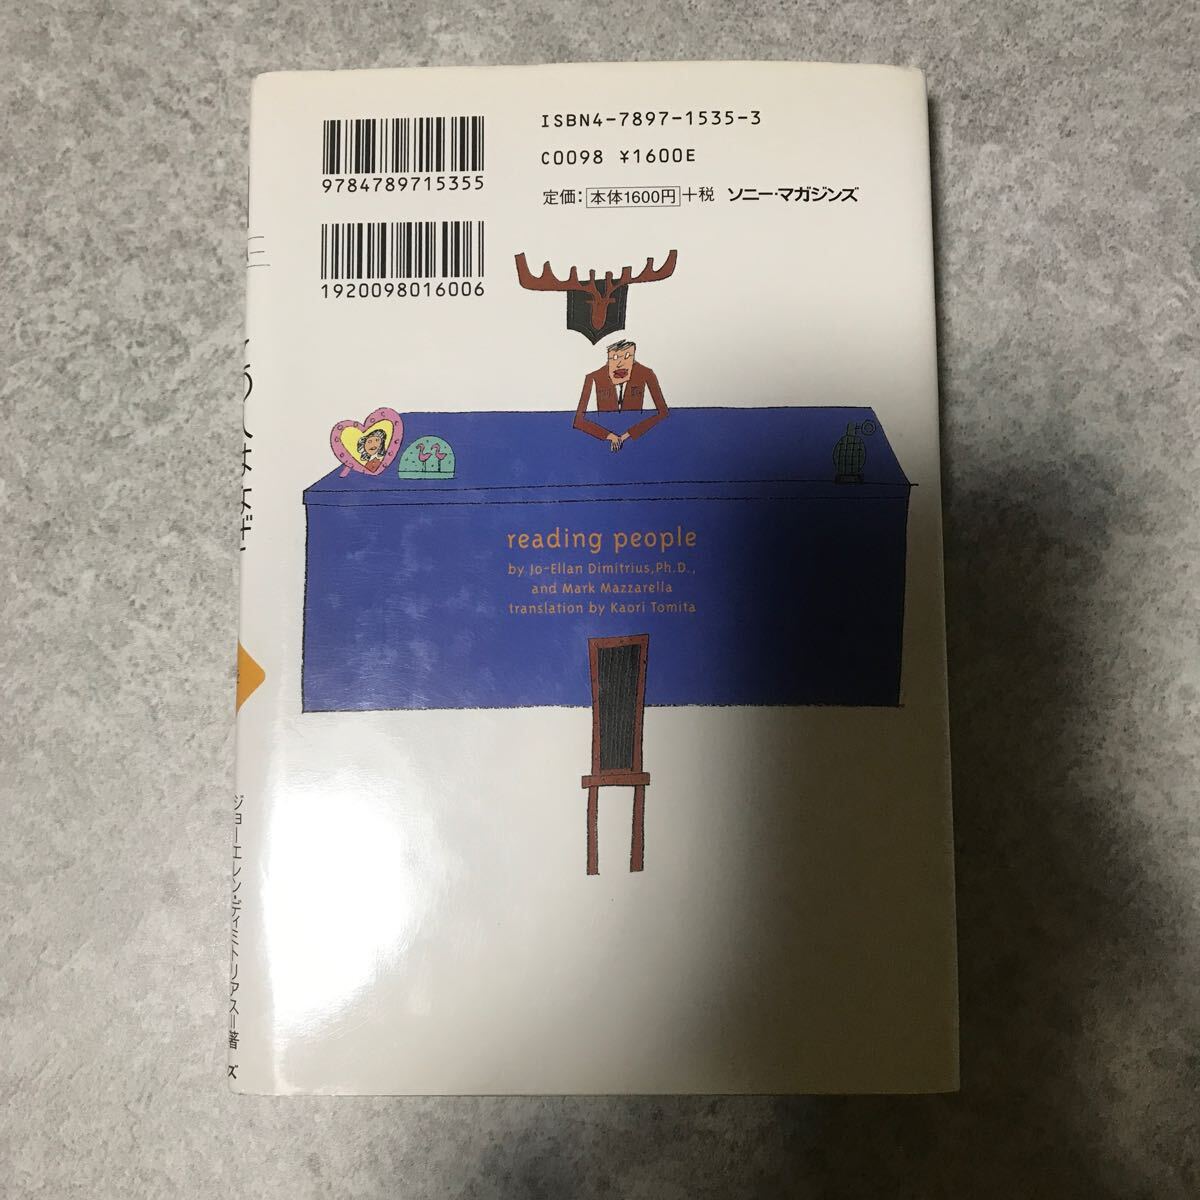 ISBN4-7897-1535-3
C0098 ¥1600E
定価：本体1600円+税 ソニー・マガジンズ
9784789715355
1920098016006
reading people
by Jo-Ellan Dimitrius,Ph.D.,
and Mark Mazzarella
translation by Kaori Tomita
ジョーエレン・ディミトリアス=著
ズ